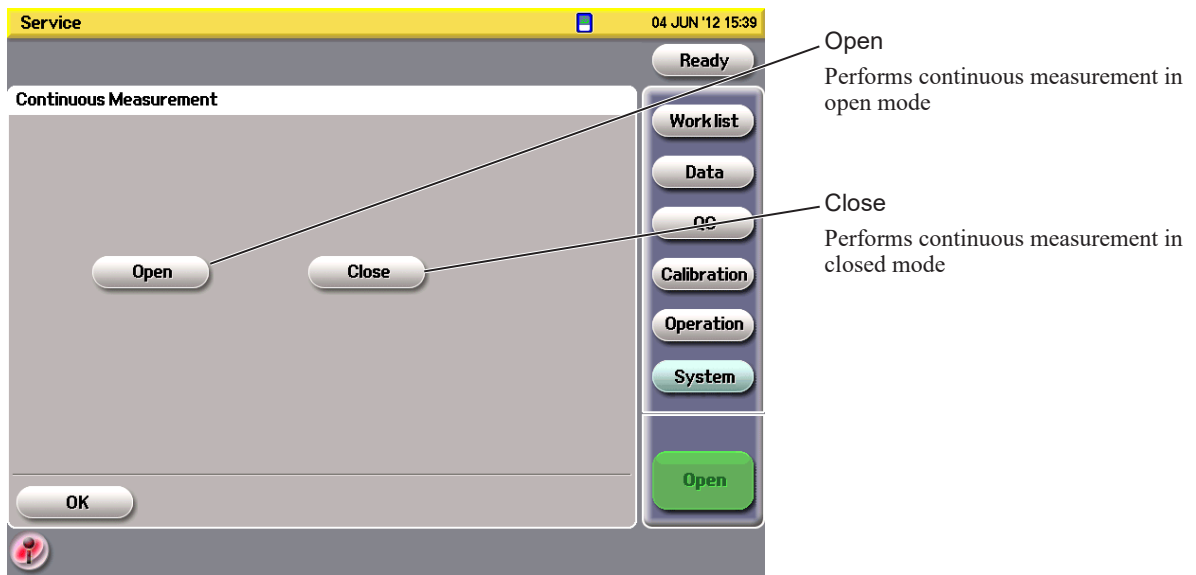 Service
04 JUN '12 15:39
Ready
Continuous Measurement
Work list
Data
QC
Calibration
Operation
System
Open
Close
OK
Open
Open
Performs continuous measurement in
open mode
Close
Performs continuous measurement in
closed mode